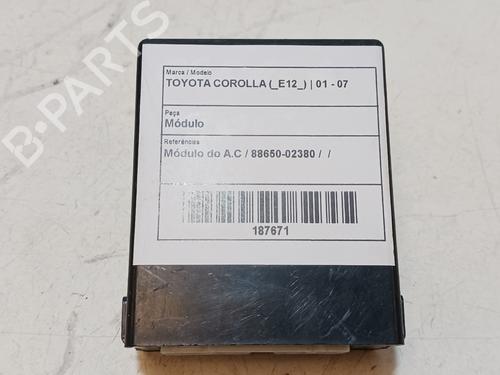 B-PARTS
Marca / Modelo
TOYOTA COROLLA (_E12_) | 01 - 07
Peça
Módulo
Referências
Módulo do A.C / 88650-02380 / /
187671